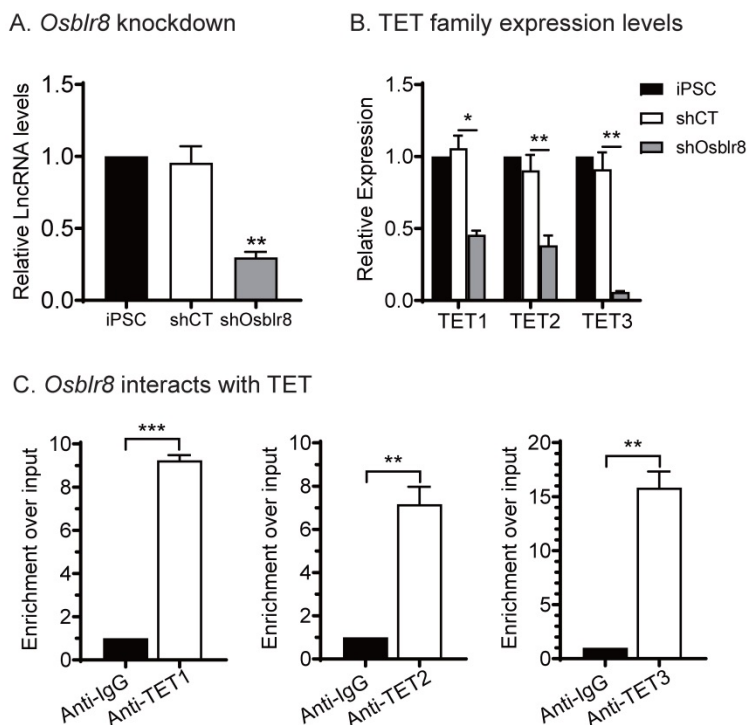 A. Osblr8 knockdown
Relative LncRNA levels
1.5
1.0
0.5
0.0
**
iPSC shCT shOsblr8
B. TET family expression levels
Relative Expression
1.5
1.0
0.5
0.0
* ** **
TET1 TET2 TET3
iPSC
shCT
shOsblr8
C. Osblr8 interacts with TET
Enrichment over input
10
8
6
4
2
0
***
Anti-IgG Anti-TET1
Enrichment over input
10
8
6
4
2
0
**
Anti-IgG Anti-TET2
Enrichment over input
20
15
10
5
0
**
Anti-IgG Anti-TET3